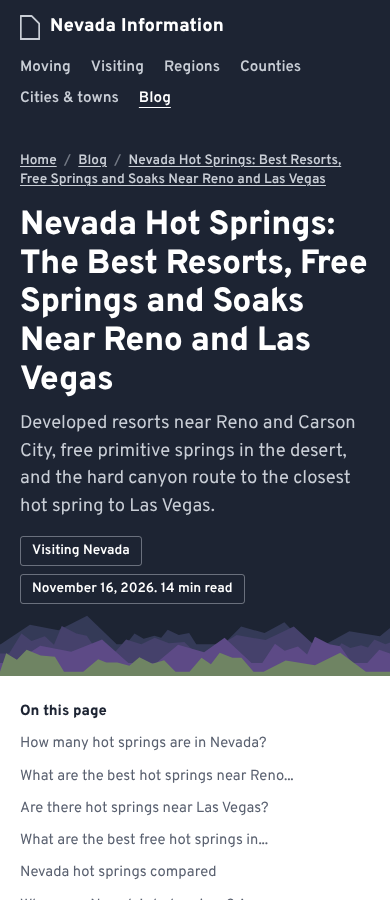 Nevada Information
Moving Visiting Regions Counties
Cities & towns Blog
Home / Blog / Nevada Hot Springs: Best Resorts,
Free Springs and Soaks Near Reno and Las Vegas
Nevada Hot Springs:
The Best Resorts, Free
Springs and Soaks
Near Reno and Las
Vegas
Developed resorts near Reno and Carson
City, free primitive springs in the desert,
and the hard canyon route to the closest
hot spring to Las Vegas.
Visiting Nevada
November 16, 2026. 14 min read
On this page
How many hot springs are in Nevada?
What are the best hot springs near Reno...
Are there hot springs near Las Vegas?
What are the best free hot springs in...
Nevada hot springs compared